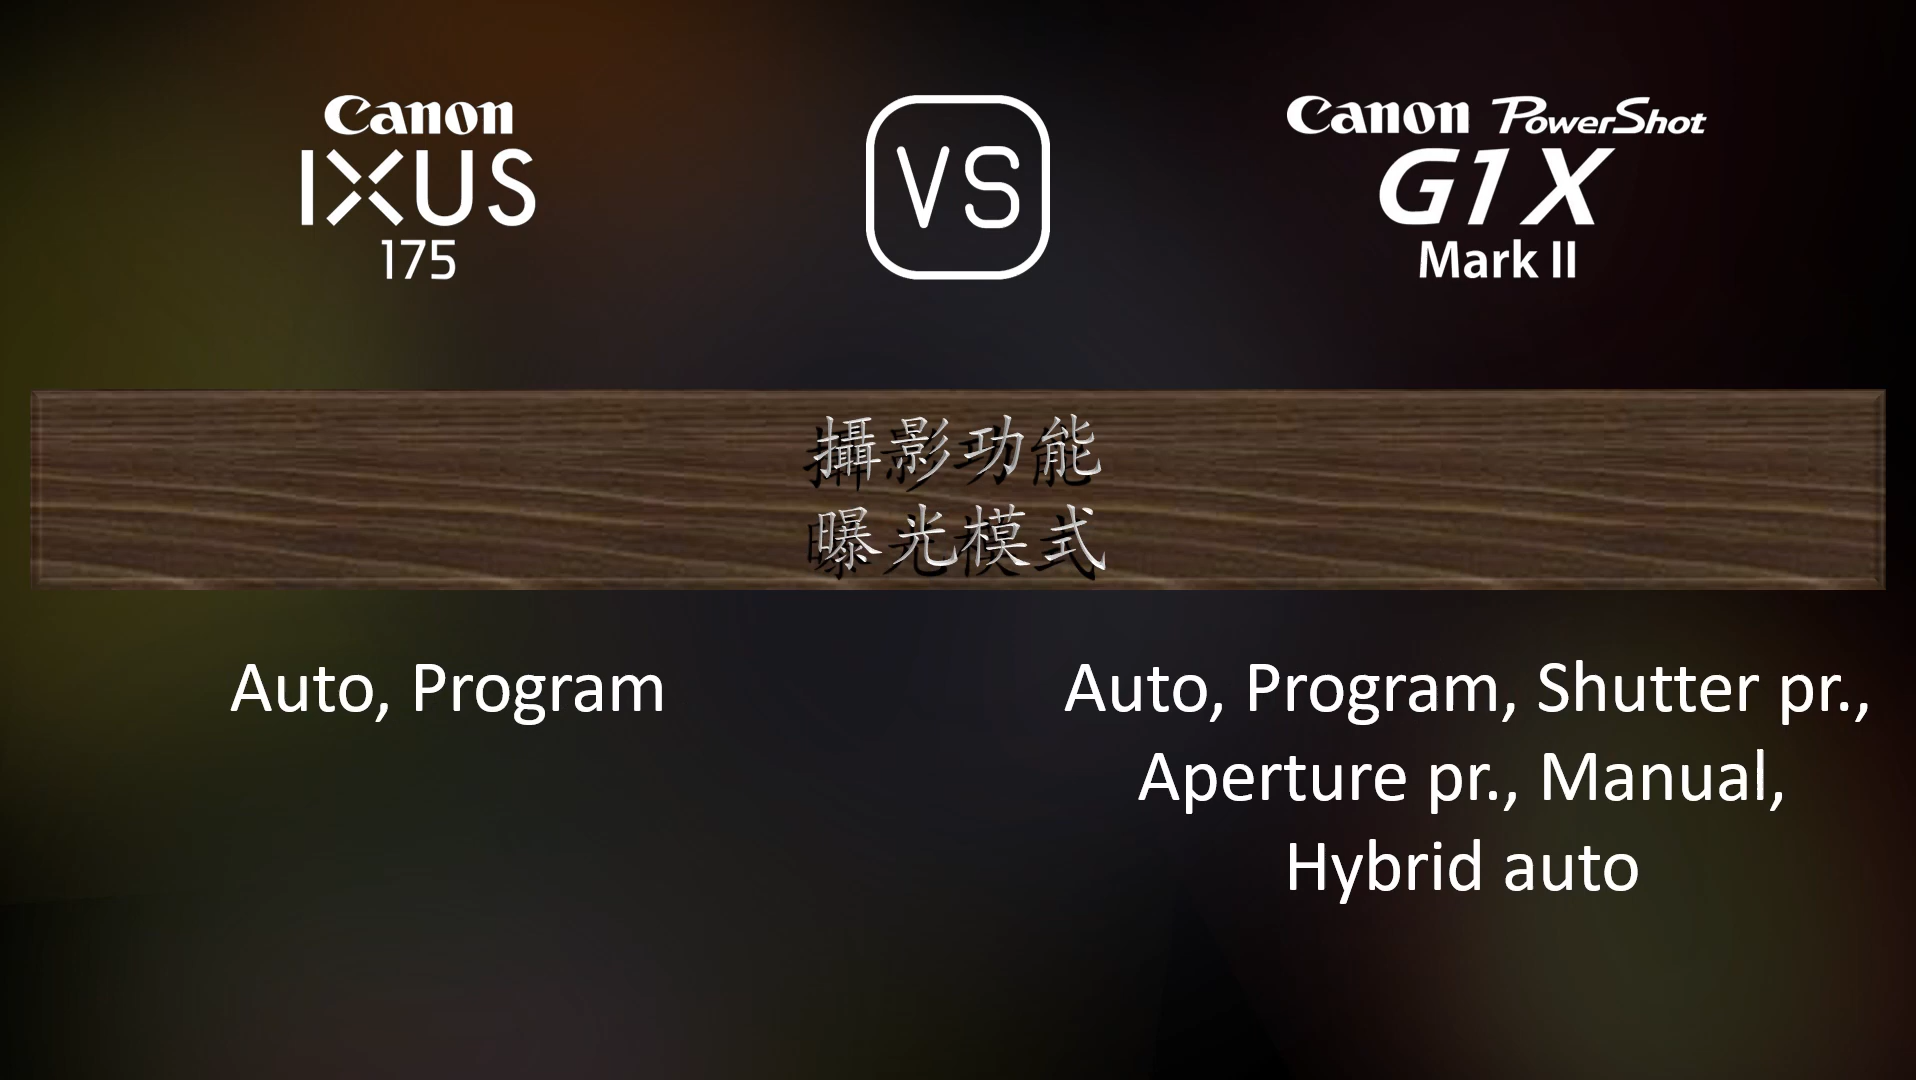 Canon
IXUS
175
VS
Canon PowerShot
G1 X
Mark II
攝影功能
曝光模式
Auto, Program
Auto, Program, Shutter pr.,
Aperture pr., Manual,
Hybrid auto